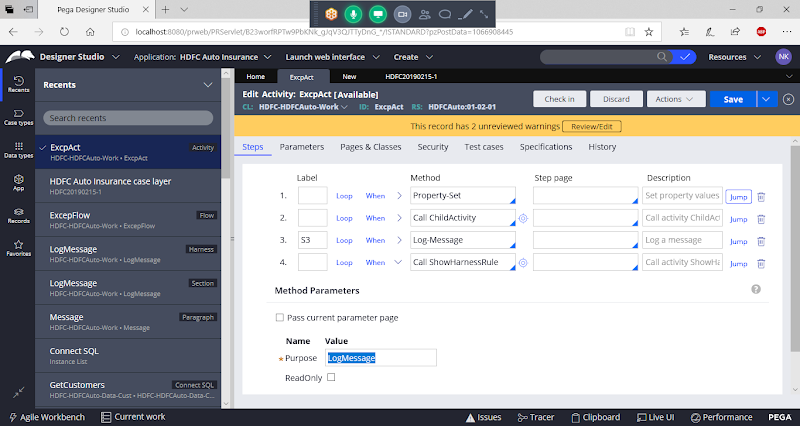 Pega Designer Studio
localhost:8080/prweb/PRServlet/B23worfRPTw9PbKNk_gJqV3QJTTyDnG_*/!STANDARD?pzPostData=1066908445
ABP
Designer Studio Application: HDFC Auto Insurance Launch web interface Create Resources NK
Recents
Case types
Data types
App
Records
Favorites
Recents
Search recents
ExcpAct Activity
HDFC-HDFCAuto-Work • ExcpAct
HDFC Auto Insurance case layer
HDFC20190215-1
ExcepFlow Flow
HDFC-HDFCAuto-Work • ExcepFlow
LogMessage Harness
HDFC-HDFCAuto-Work • LogMessage
LogMessage Section
HDFC-HDFCAuto-Work • LogMessage
Message Paragraph
HDFC-HDFCAuto-Work • Message
Connect SQL
Instance List
GetCustomers Connect SQL
HDFC-HDFCAuto-Data-Cust • HDFC-HDFCAuto-Data-C...
Home ExcpAct New HDFC20190215-1
Edit Activity: ExcpAct [Available]
CL: HDFC-HDFCAuto-Work ID: ExcpAct RS: HDFCAuto:01-02-01
Check in Discard Actions Save
This record has 2 unreviewed warnings Review/Edit
Steps Parameters Pages & Classes Security Test cases Specifications History
Label Method Step page Description
1. Loop When Property-Set Set property values Jump
2. Loop When Call ChildActivity Call activity ChildAc Jump
3. S3 Loop When Log-Message Log a message Jump
4. Loop When Call ShowHarnessRule Call activity ShowHa Jump
Method Parameters
?
Pass current parameter page
Name Value
Purpose LogMessage
ReadOnly
Agile Workbench Current work Issues Tracer Clipboard Live UI Performance PEGA